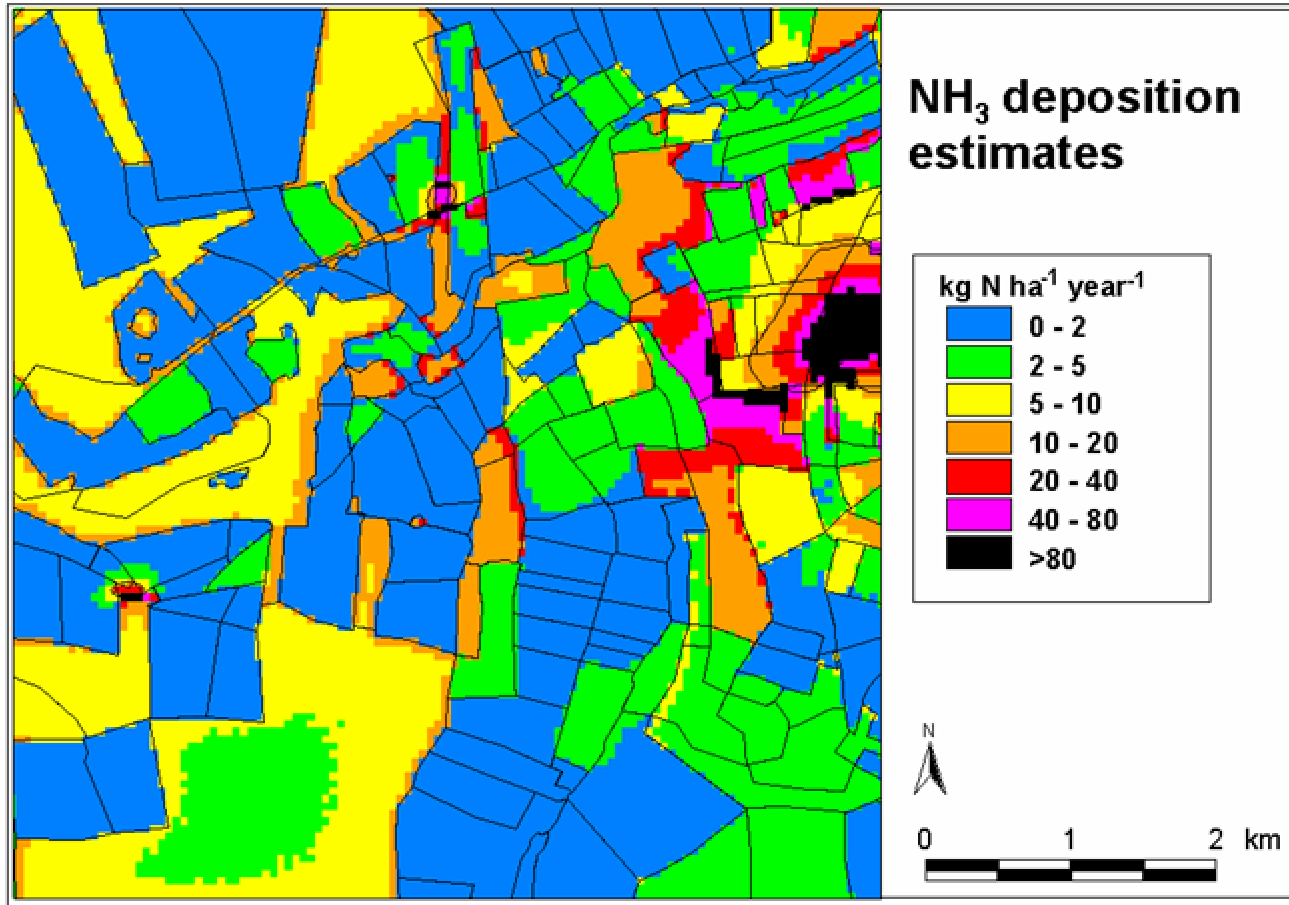 NH₃ deposition
estimates
kg N ha⁻¹ year⁻¹
0 - 2
2 - 5
5 - 10
10 - 20
20 - 40
40 - 80
>80
N
0 1 2 km